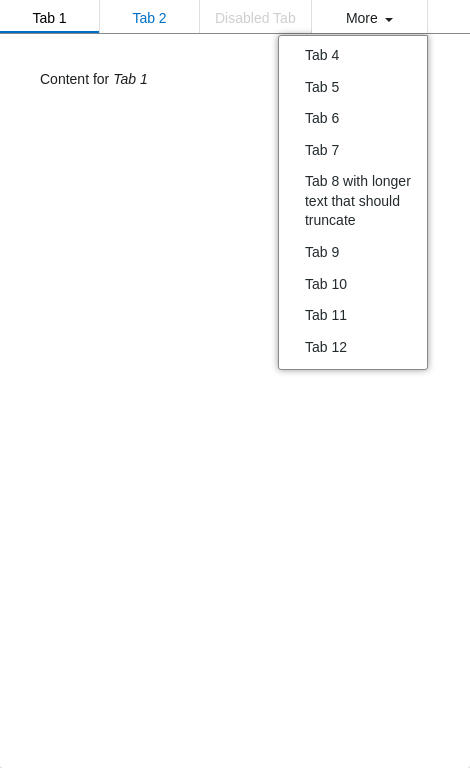 Tab 1 Tab 2 Disabled Tab More
Content for Tab 1
Tab 4
Tab 5
Tab 6
Tab 7
Tab 8 with longer
text that should
truncate
Tab 9
Tab 10
Tab 11
Tab 12